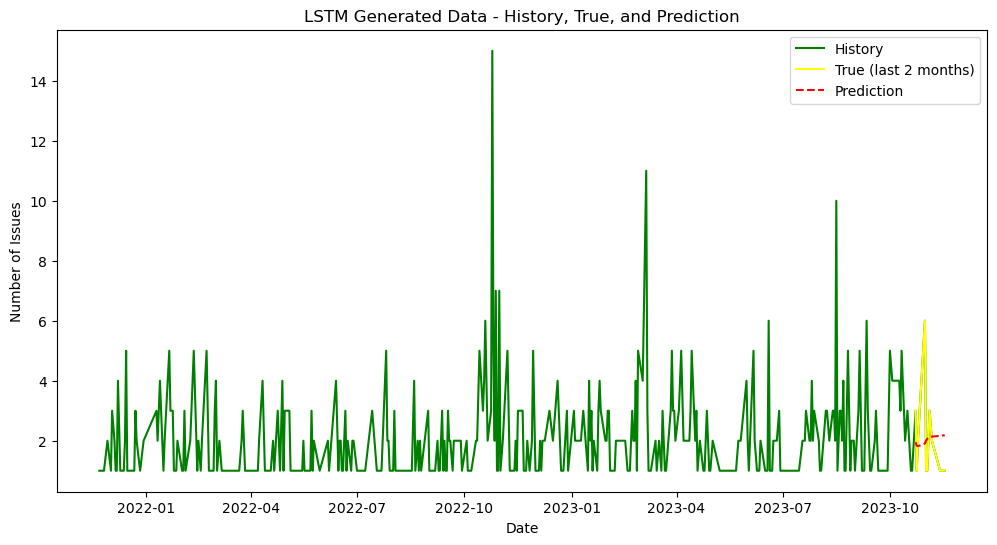 LSTM Generated Data - History, True, and Prediction
History
True (last 2 months)
Prediction
Number of Issues
14
12
10
8
6
4
2
2022-01
2022-04
2022-07
2022-10
2023-01
2023-04
2023-07
2023-10
Date